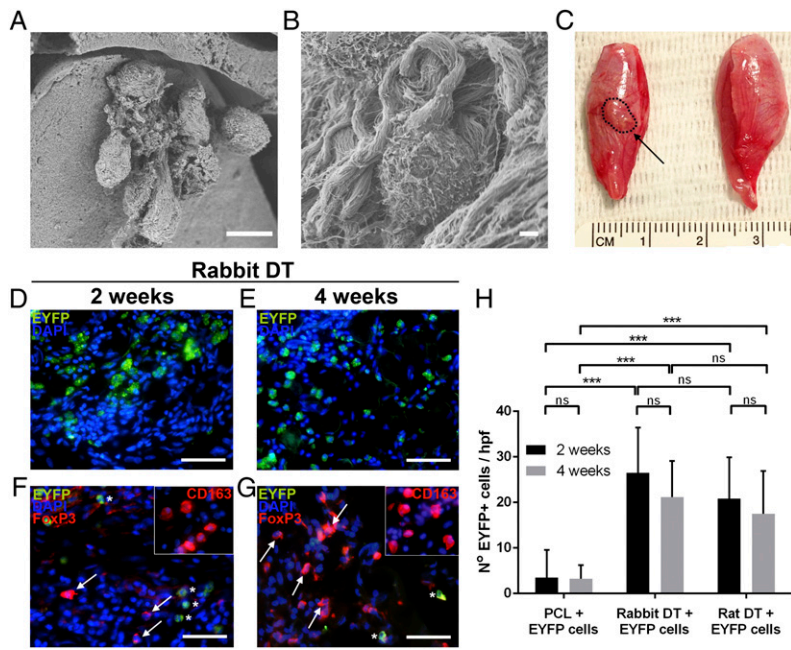 A
B
C
CM 1 2 3
Rabbit DT
D 2 weeks
E 4 weeks
H
EYFP
DAPI
EYFP
DAPI
F
EYFP
DAPI
FoxP3
CD163
*
*
*
*
G
EYFP
DAPI
FoxP3
CD163
*
*
***
***
*** ns
*** ns
ns ns ns
Nº EYFP+ cells / hpf
40
30
20
10
0
2 weeks
4 weeks
PCL + Rabbit DT + Rat DT +
EYFP cells EYFP cells EYFP cells